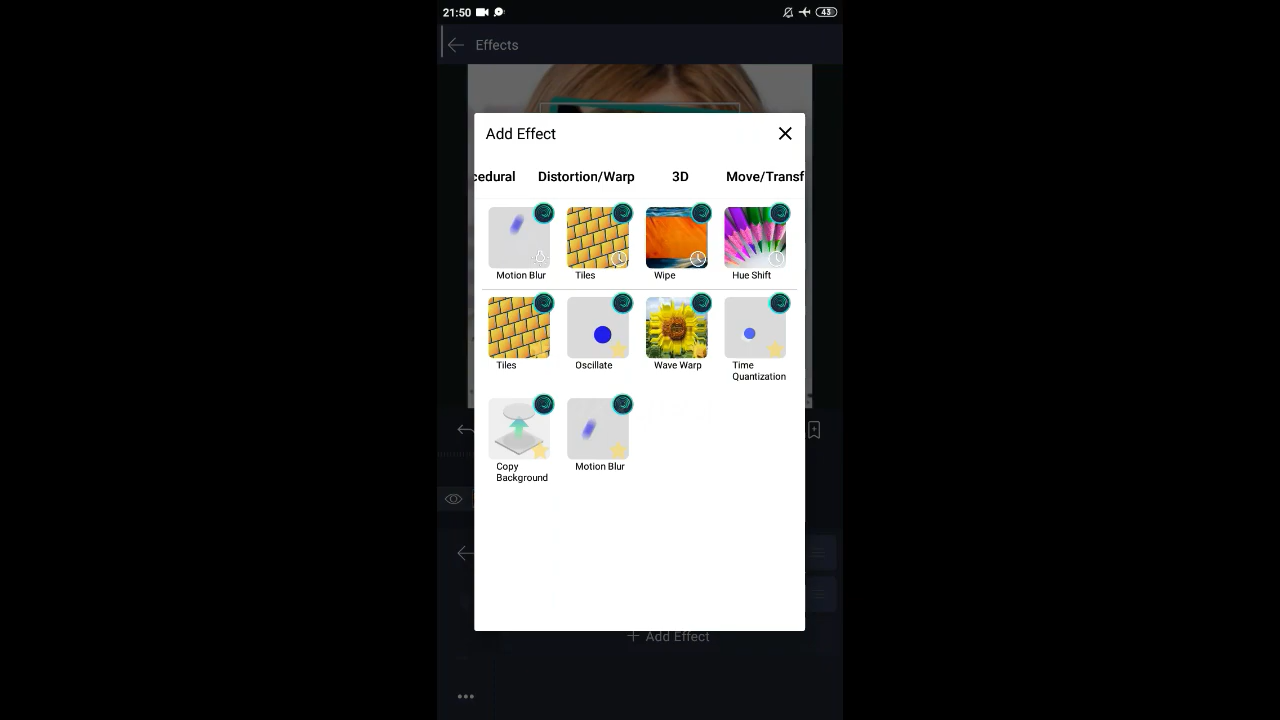 21:50
43
Effects
Add Effect
cedural Distortion/Warp 3D Move/Transf
Motion Blur Tiles Wipe Hue Shift
Tiles Oscillate Wave Warp Time
Quantization
Copy
Background
Motion Blur
+ Add Effect